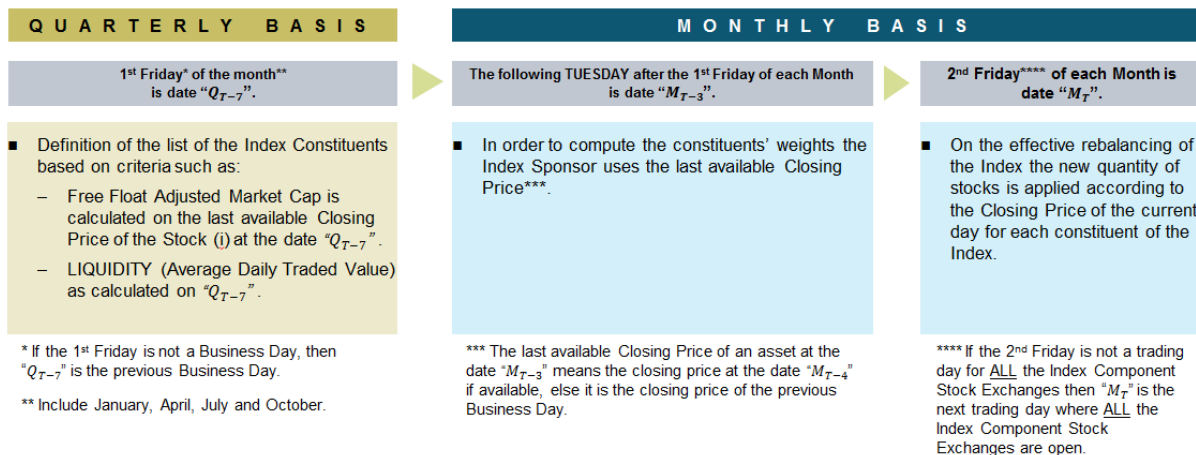 QUARTERLY BASIS
MONTHLY BASIS
1st Friday* of the month**
is date “Q_T−7”.
The following TUESDAY after the 1st Friday of each Month
is date “M_T−3”.
2nd Friday**** of each Month is
date “M_T”.
■ Definition of the list of the Index Constituents
based on criteria such as:
– Free Float Adjusted Market Cap is
calculated on the last available Closing
Price of the Stock (i) at the date “Q_T−7”.
– LIQUIDITY (Average Daily Traded Value)
as calculated on “Q_T−7”.
■ In order to compute the constituents’ weights the
Index Sponsor uses the last available Closing
Price***.
■ On the effective rebalancing of
the Index the new quantity of
stocks is applied according to
the Closing Price of the current
day for each constituent of the
Index.
* If the 1st Friday is not a Business Day, then
“Q_T−7” is the previous Business Day.
** Include January, April, July and October.
*** The last available Closing Price of an asset at the
date “M_T−3” means the closing price at the date “M_T−4”
if available, else it is the closing price of the previous
Business Day.
**** If the 2nd Friday is not a trading
day for ALL the Index Component
Stock Exchanges then “M_T” is the
next trading day where ALL the
Index Component Stock
Exchanges are open.